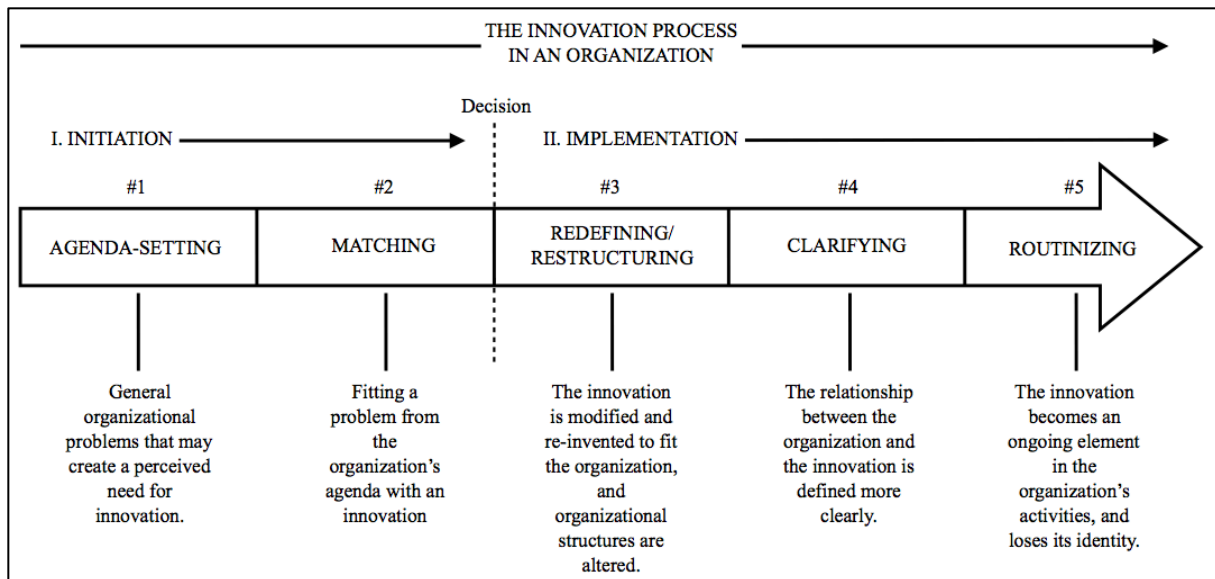 THE INNOVATION PROCESS
IN AN ORGANIZATION
Decision
I. INITIATION
II. IMPLEMENTATION
#1
#2
#3
#4
#5
AGENDA-SETTING
MATCHING
REDEFINING/
RESTRUCTURING
CLARIFYING
ROUTINIZING
General
organizational
problems that may
create a perceived
need for
innovation.
Fitting a
problem from
the
organization’s
agenda with an
innovation
The innovation
is modified and
re-invented to fit
the organization,
and
organizational
structures are
altered.
The relationship
between the
organization and
the innovation is
defined more
clearly.
The innovation
becomes an
ongoing element
in the
organization’s
activities, and
loses its identity.